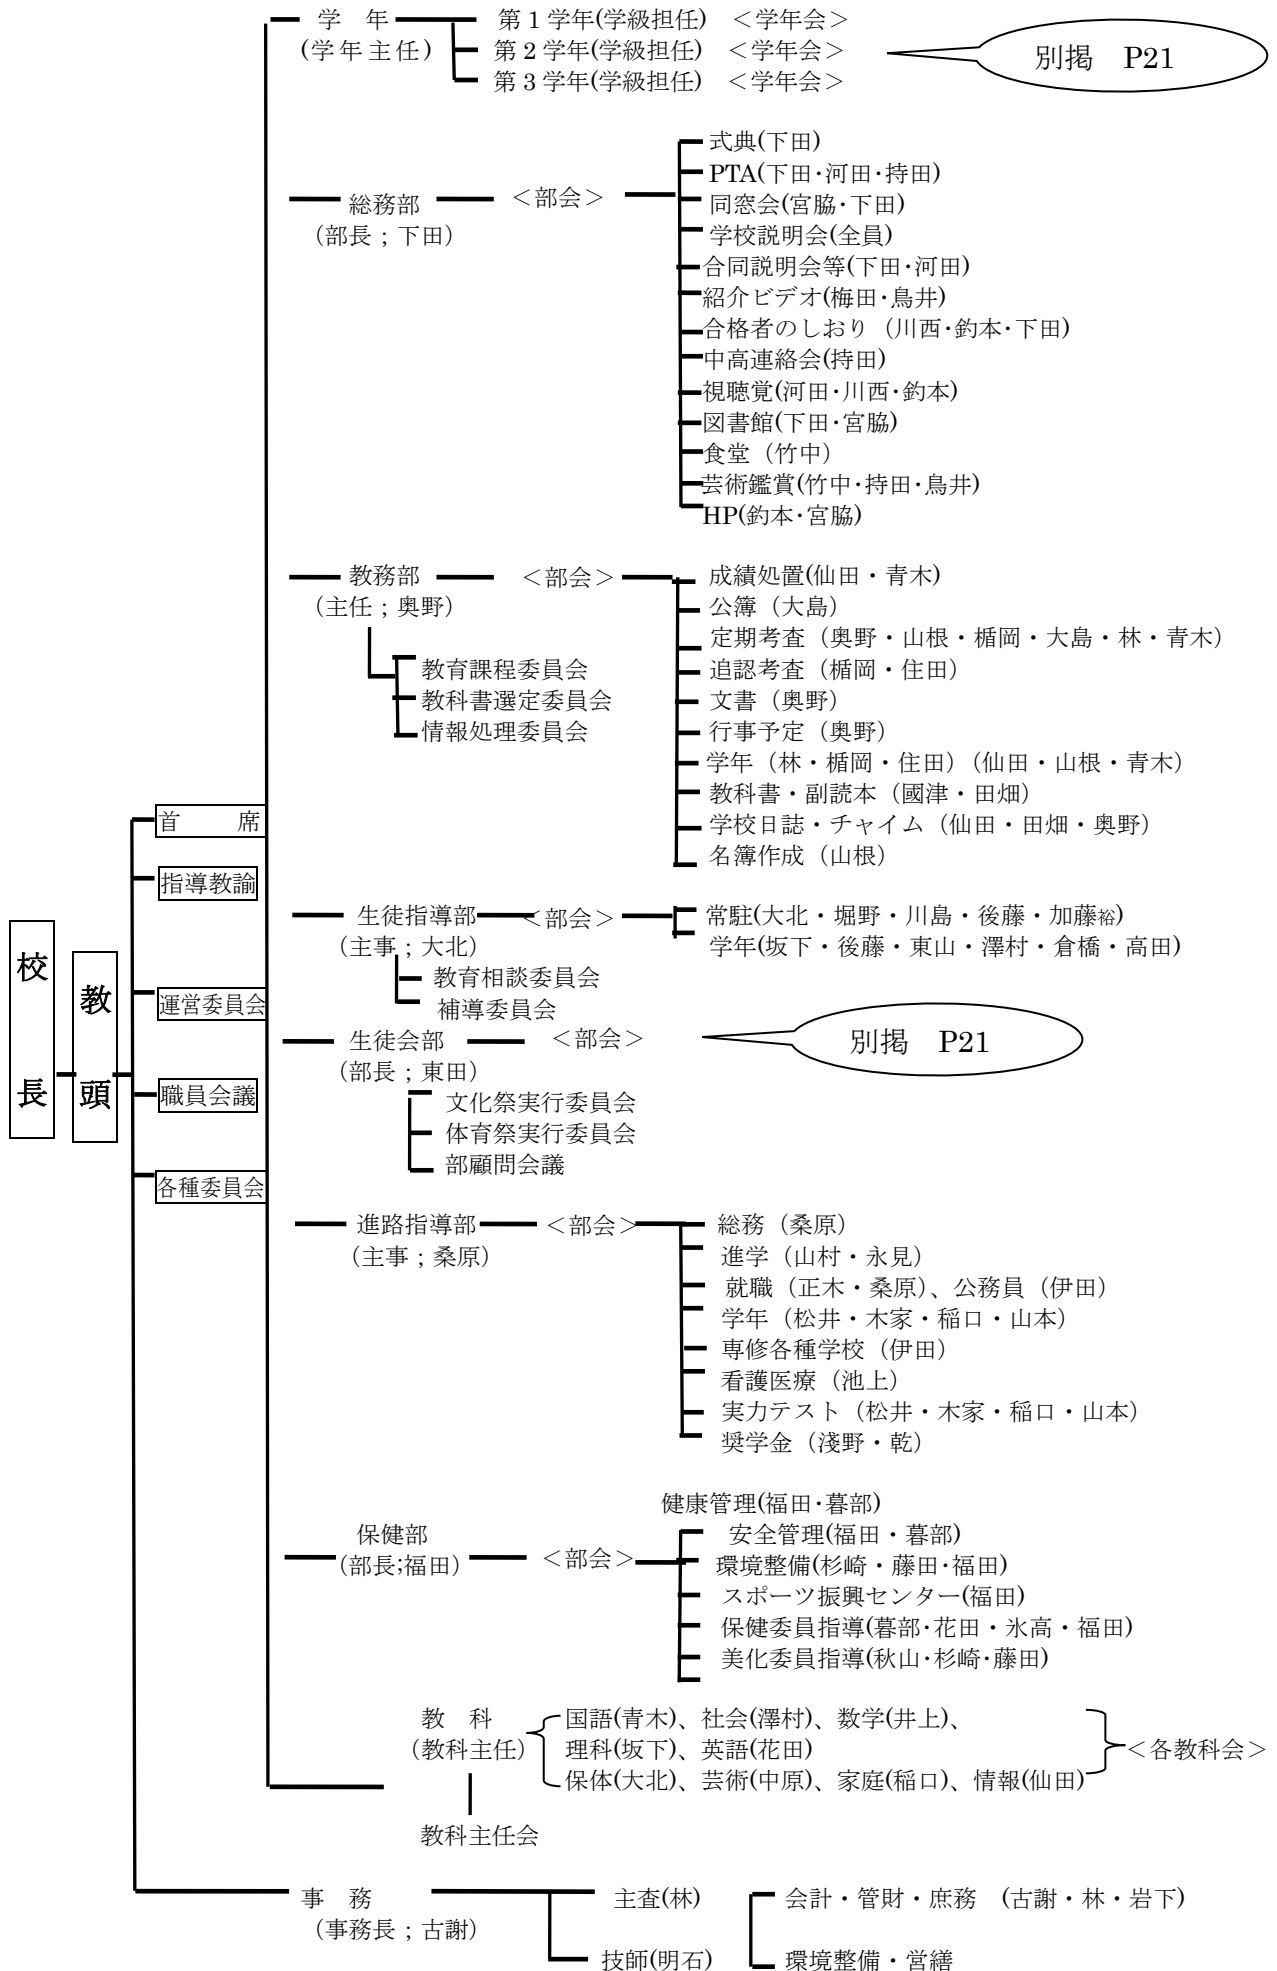 学　年　第１学年(学級担任)　＜学年会＞
(学年主任)　第２学年(学級担任)　＜学年会＞
第３学年(学級担任)　＜学年会＞
別掲　P21
総務部　＜部会＞
（部長；下田）
式典(下田)
PTA(下田･河田･持田)
同窓会(宮脇･下田)
学校説明会(全員)
合同説明会等(下田･河田)
紹介ビデオ(梅田･鳥井)
合格者のしおり（川西･釣本･下田)
中高連絡会(持田)
視聴覚(河田･川西･釣本)
図書館(下田･宮脇)
食堂（竹中）
芸術鑑賞(竹中･持田･鳥井)
HP(釣本･宮脇)
教務部　＜部会＞
（主任；奥野）
教育課程委員会
教科書選定委員会
情報処理委員会
成績処置(仙田・青木)
公簿（大島）
定期考査（奥野・山根・楯岡・大島・林・青木）
追認考査（楯岡・住田）
文書（奥野）
行事予定（奥野）
学年（林・楯岡・住田）（仙田・山根・青木）
教科書・副読本（國津・田畑）
学校日誌・チャイム（仙田・田畑・奥野）
名簿作成（山根）
首　　席
指導教諭
運営委員会
職員会議
各種委員会
校長
教頭
生徒指導部　＜部会＞
（主事；大北）
教育相談委員会
補導委員会
常駐(大北・堀野・川島・後藤・加藤裕)
学年(坂下・後藤・東山・澤村・倉橋・高田)
生徒会部　＜部会＞
（部長；東田）
別掲　P21
文化祭実行委員会
体育祭実行委員会
部顧問会議
進路指導部　＜部会＞
（主事；桑原）
総務（桑原）
進学（山村・永見）
就職（正木・桑原）、公務員（伊田）
学年（松井・木家・稲口・山本）
専修各種学校（伊田）
看護医療（池上）
実力テスト（松井・木家・稲口・山本）
奨学金（淺野・乾）
保健部　＜部会＞
（部長;福田）
健康管理(福田･暮部)
安全管理(福田・暮部)
環境整備(杉崎・藤田･福田)
スポーツ振興センター(福田)
保健委員指導(暮部･花田・氷高・福田)
美化委員指導(秋山･杉崎･藤田)
教　科
（教科主任）
国語(青木)、社会(澤村)、数学(井上)、
理科(坂下)、英語(花田)
保体(大北)、芸術(中原)、家庭(稲口)、情報(仙田)
＜各教科会＞
教科主任会
事　務　主査(林)　会計・管財・庶務　(古謝・林・岩下)
（事務長；古謝）
技師(明石)　環境整備・営繕